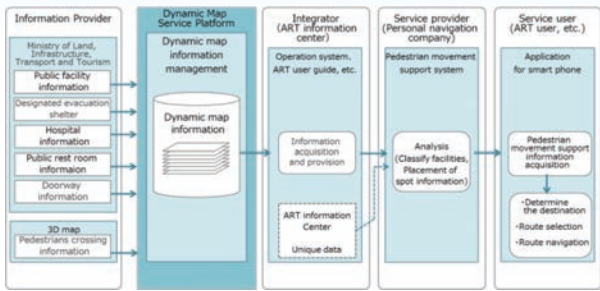 Information Provider
Ministry of Land,
Infrastructure,
Transport and Tourism
Public facility
information
Designated evacuation
shelter
Hospital
information
Public rest room
informaion
Doorway
information
3D map
Pedestrians crossing
information
Dynamic Map
Service Platform
Dynamic map
information
management
Dynamic map
information
Integrator
(ART information
center)
Operation system.
ART user guide, etc.
Information
acquisition
and provision
ART information
Center
Unique data
Service provider
(Personal navigation
company)
Pedestrian movement
support system
Analysis
(Classify facilities,
Placement of
spot information)
Service user
(ART user, etc.)
Application
for smart phone
Pedestrian
movement support
information
acquisition
・Determine
the destination
・Route selection
・Route navigation